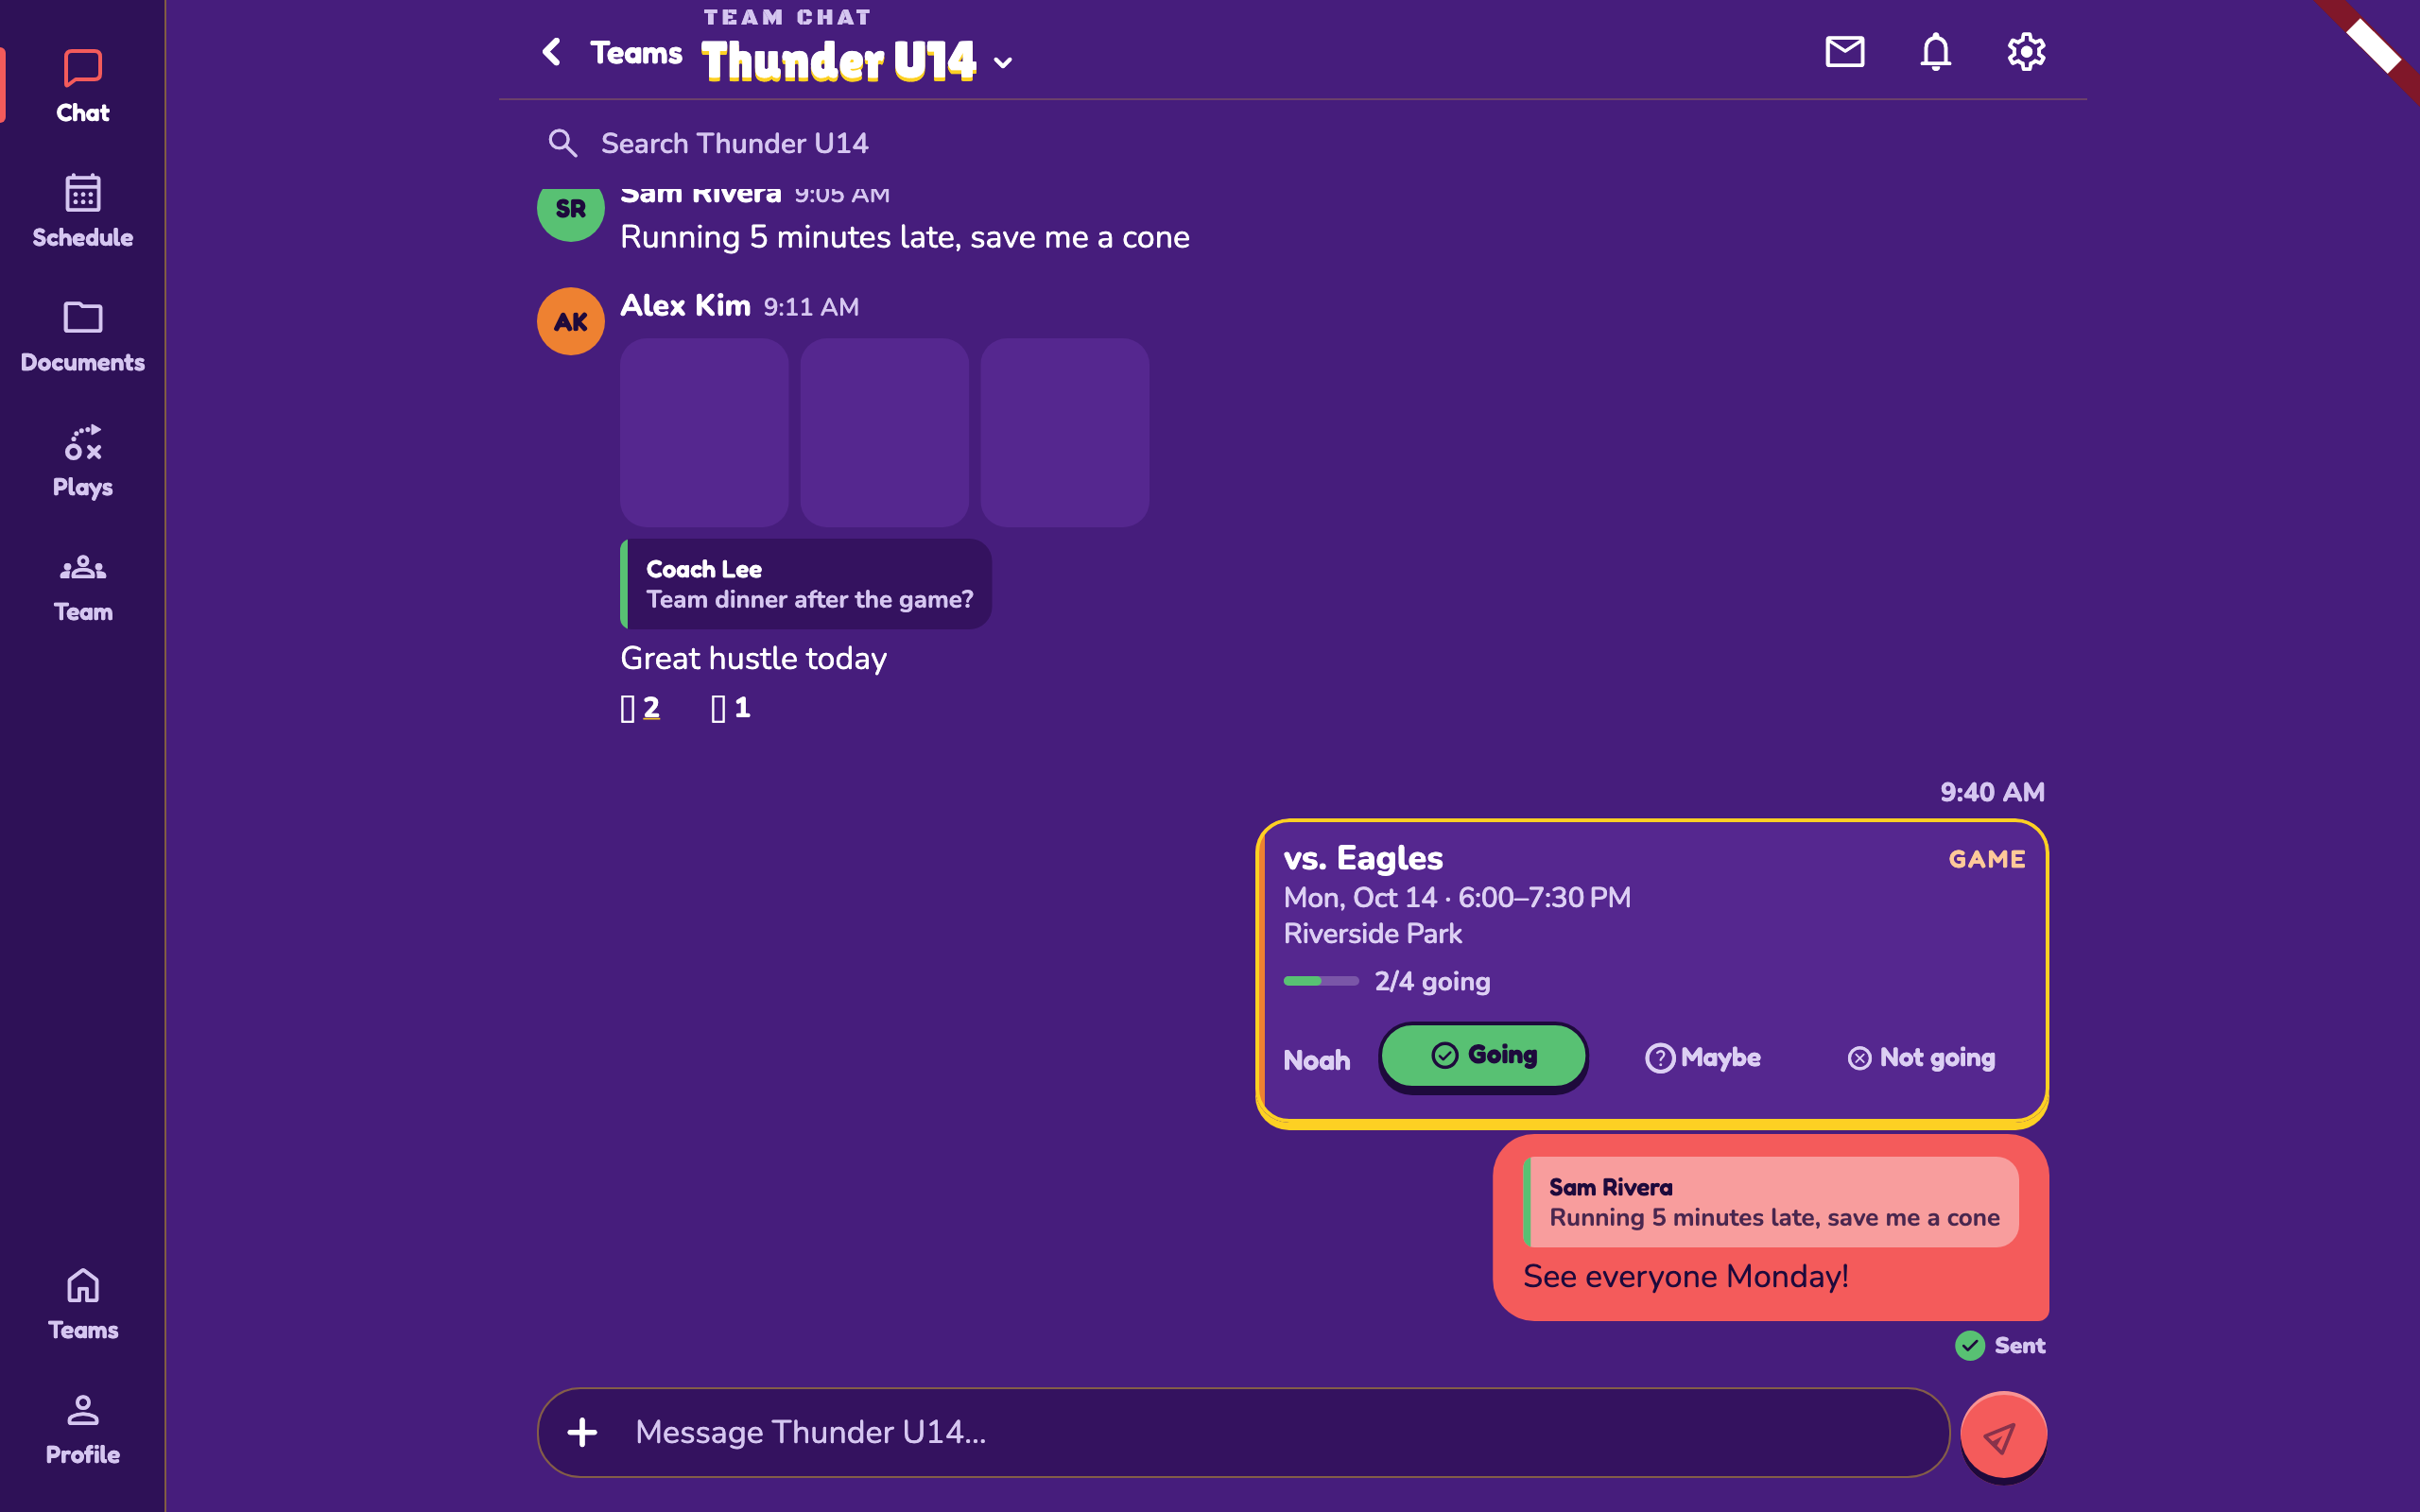 TEAM CHAT
Teams
Thunder U14
Search Thunder U14
Chat
Schedule
Documents
Plays
Team
Teams
Profile
SR
Sam Rivera 9:05 AM
Running 5 minutes late, save me a cone
AK
Alex Kim 9:11 AM
Coach Lee
Team dinner after the game?
Great hustle today
2 1
9:40 AM
vs. Eagles GAME
Mon, Oct 14 · 6:00–7:30 PM
Riverside Park
2/4 going
Noah Going Maybe Not going
Sam Rivera
Running 5 minutes late, save me a cone
See everyone Monday!
Sent
Message Thunder U14...